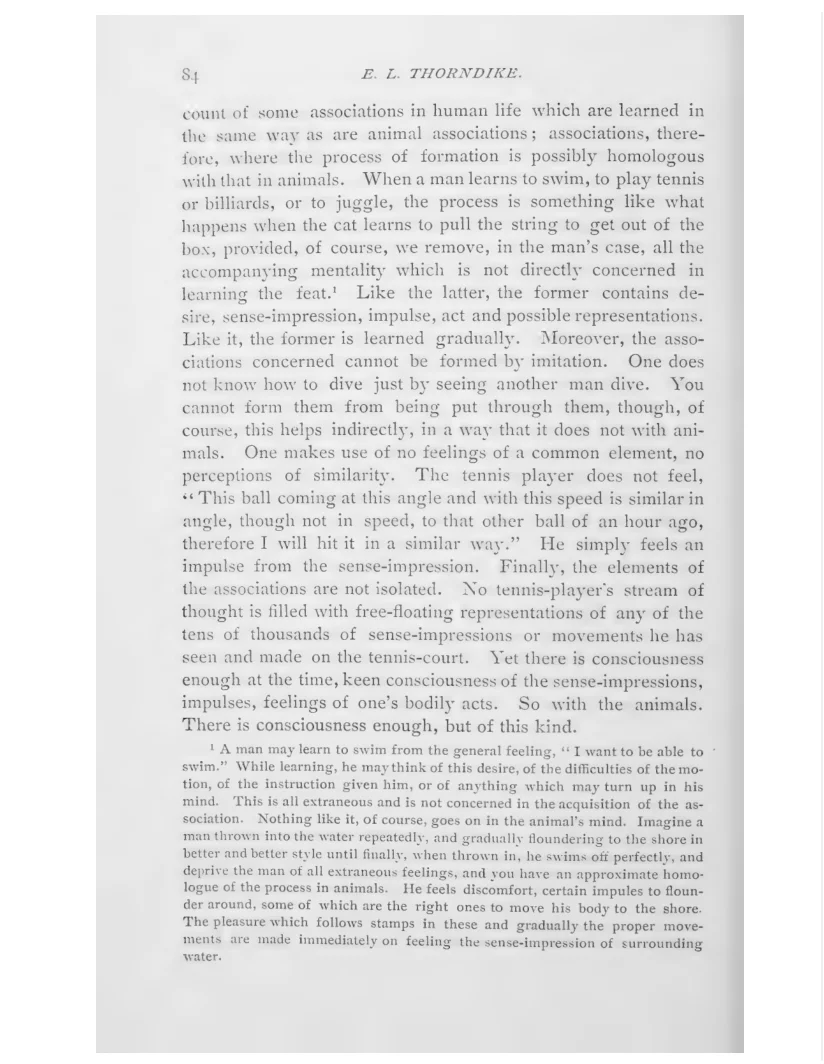 84
E. L. THORNDIKE.
count of some associations in human life which are learned in
the same way as are animal associations; associations, there-
fore, where the process of formation is possibly homologous
with that in animals. When a man learns to swim, to play tennis
or billiards, or to juggle, the process is something like what
happens when the cat learns to pull the string to get out of the
box, provided, of course, we remove, in the man's case, all the
accompanying mentality which is not directly concerned in
learning the feat.¹ Like the latter, the former contains de-
sire, sense-impression, impulse, act and possible representations.
Like it, the former is learned gradually. Moreover, the asso-
ciations concerned cannot be formed by imitation. One does
not know how to dive just by seeing another man dive. You
cannot form them from being put through them, though, of
course, this helps indirectly, in a way that it does not with ani-
mals. One makes use of no feelings of a common element, no
perceptions of similarity. The tennis player does not feel,
“This ball coming at this angle and with this speed is similar in
angle, though not in speed, to that other ball of an hour ago,
therefore I will hit it in a similar way.” He simply feels an
impulse from the sense-impression. Finally, the elements of
the associations are not isolated. No tennis-player's stream of
thought is filled with free-floating representations of any of the
tens of thousands of sense-impressions or movements he has
seen and made on the tennis-court. Yet there is consciousness
enough at the time, keen consciousness of the sense-impressions,
impulses, feelings of one's bodily acts. So with the animals.
There is consciousness enough, but of this kind.
¹ A man may learn to swim from the general feeling, “I want to be able to
swim.” While learning, he may think of this desire, of the difficulties of the mo-
tion, of the instruction given him, or of anything which may turn up in his
mind. This is all extraneous and is not concerned in the acquisition of the as-
sociation. Nothing like it, of course, goes on in the animal's mind. Imagine a
man thrown into the water repeatedly, and gradually floundering to the shore in
better and better style until finally, when thrown in, he swims off perfectly, and
deprive the man of all extraneous feelings, and you have an approximate homo-
logue of the process in animals. He feels discomfort, certain impules to floun-
der around, some of which are the right ones to move his body to the shore.
The pleasure which follows stamps in these and gradually the proper move-
ments are made immediately on feeling the sense-impression of surrounding
water.